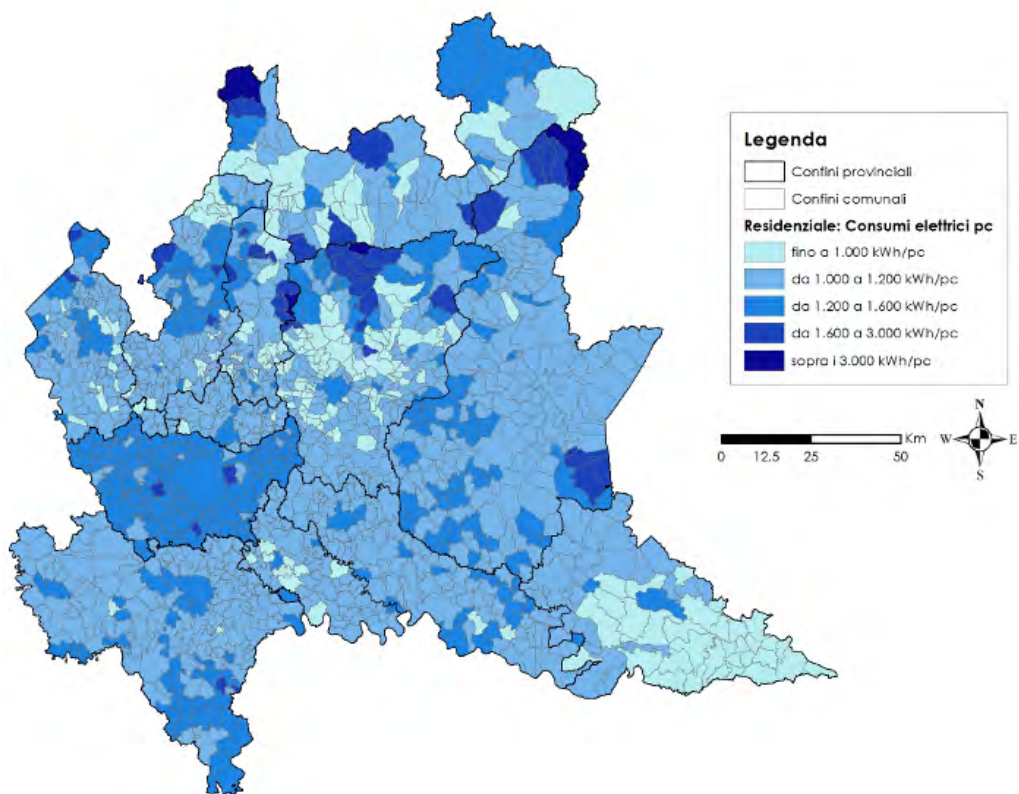 Legenda
Confini provinciali
Confini comunali
Residenziale: Consumi elettrici pc
fino a 1.000 kWh/pc
da 1.000 a 1.200 kWh/pc
da 1.200 a 1.600 kWh/pc
da 1.600 a 3.000 kWh/pc
sopra i 3.000 kWh/pc
Km
0 12.5 25 50
N
W E
S